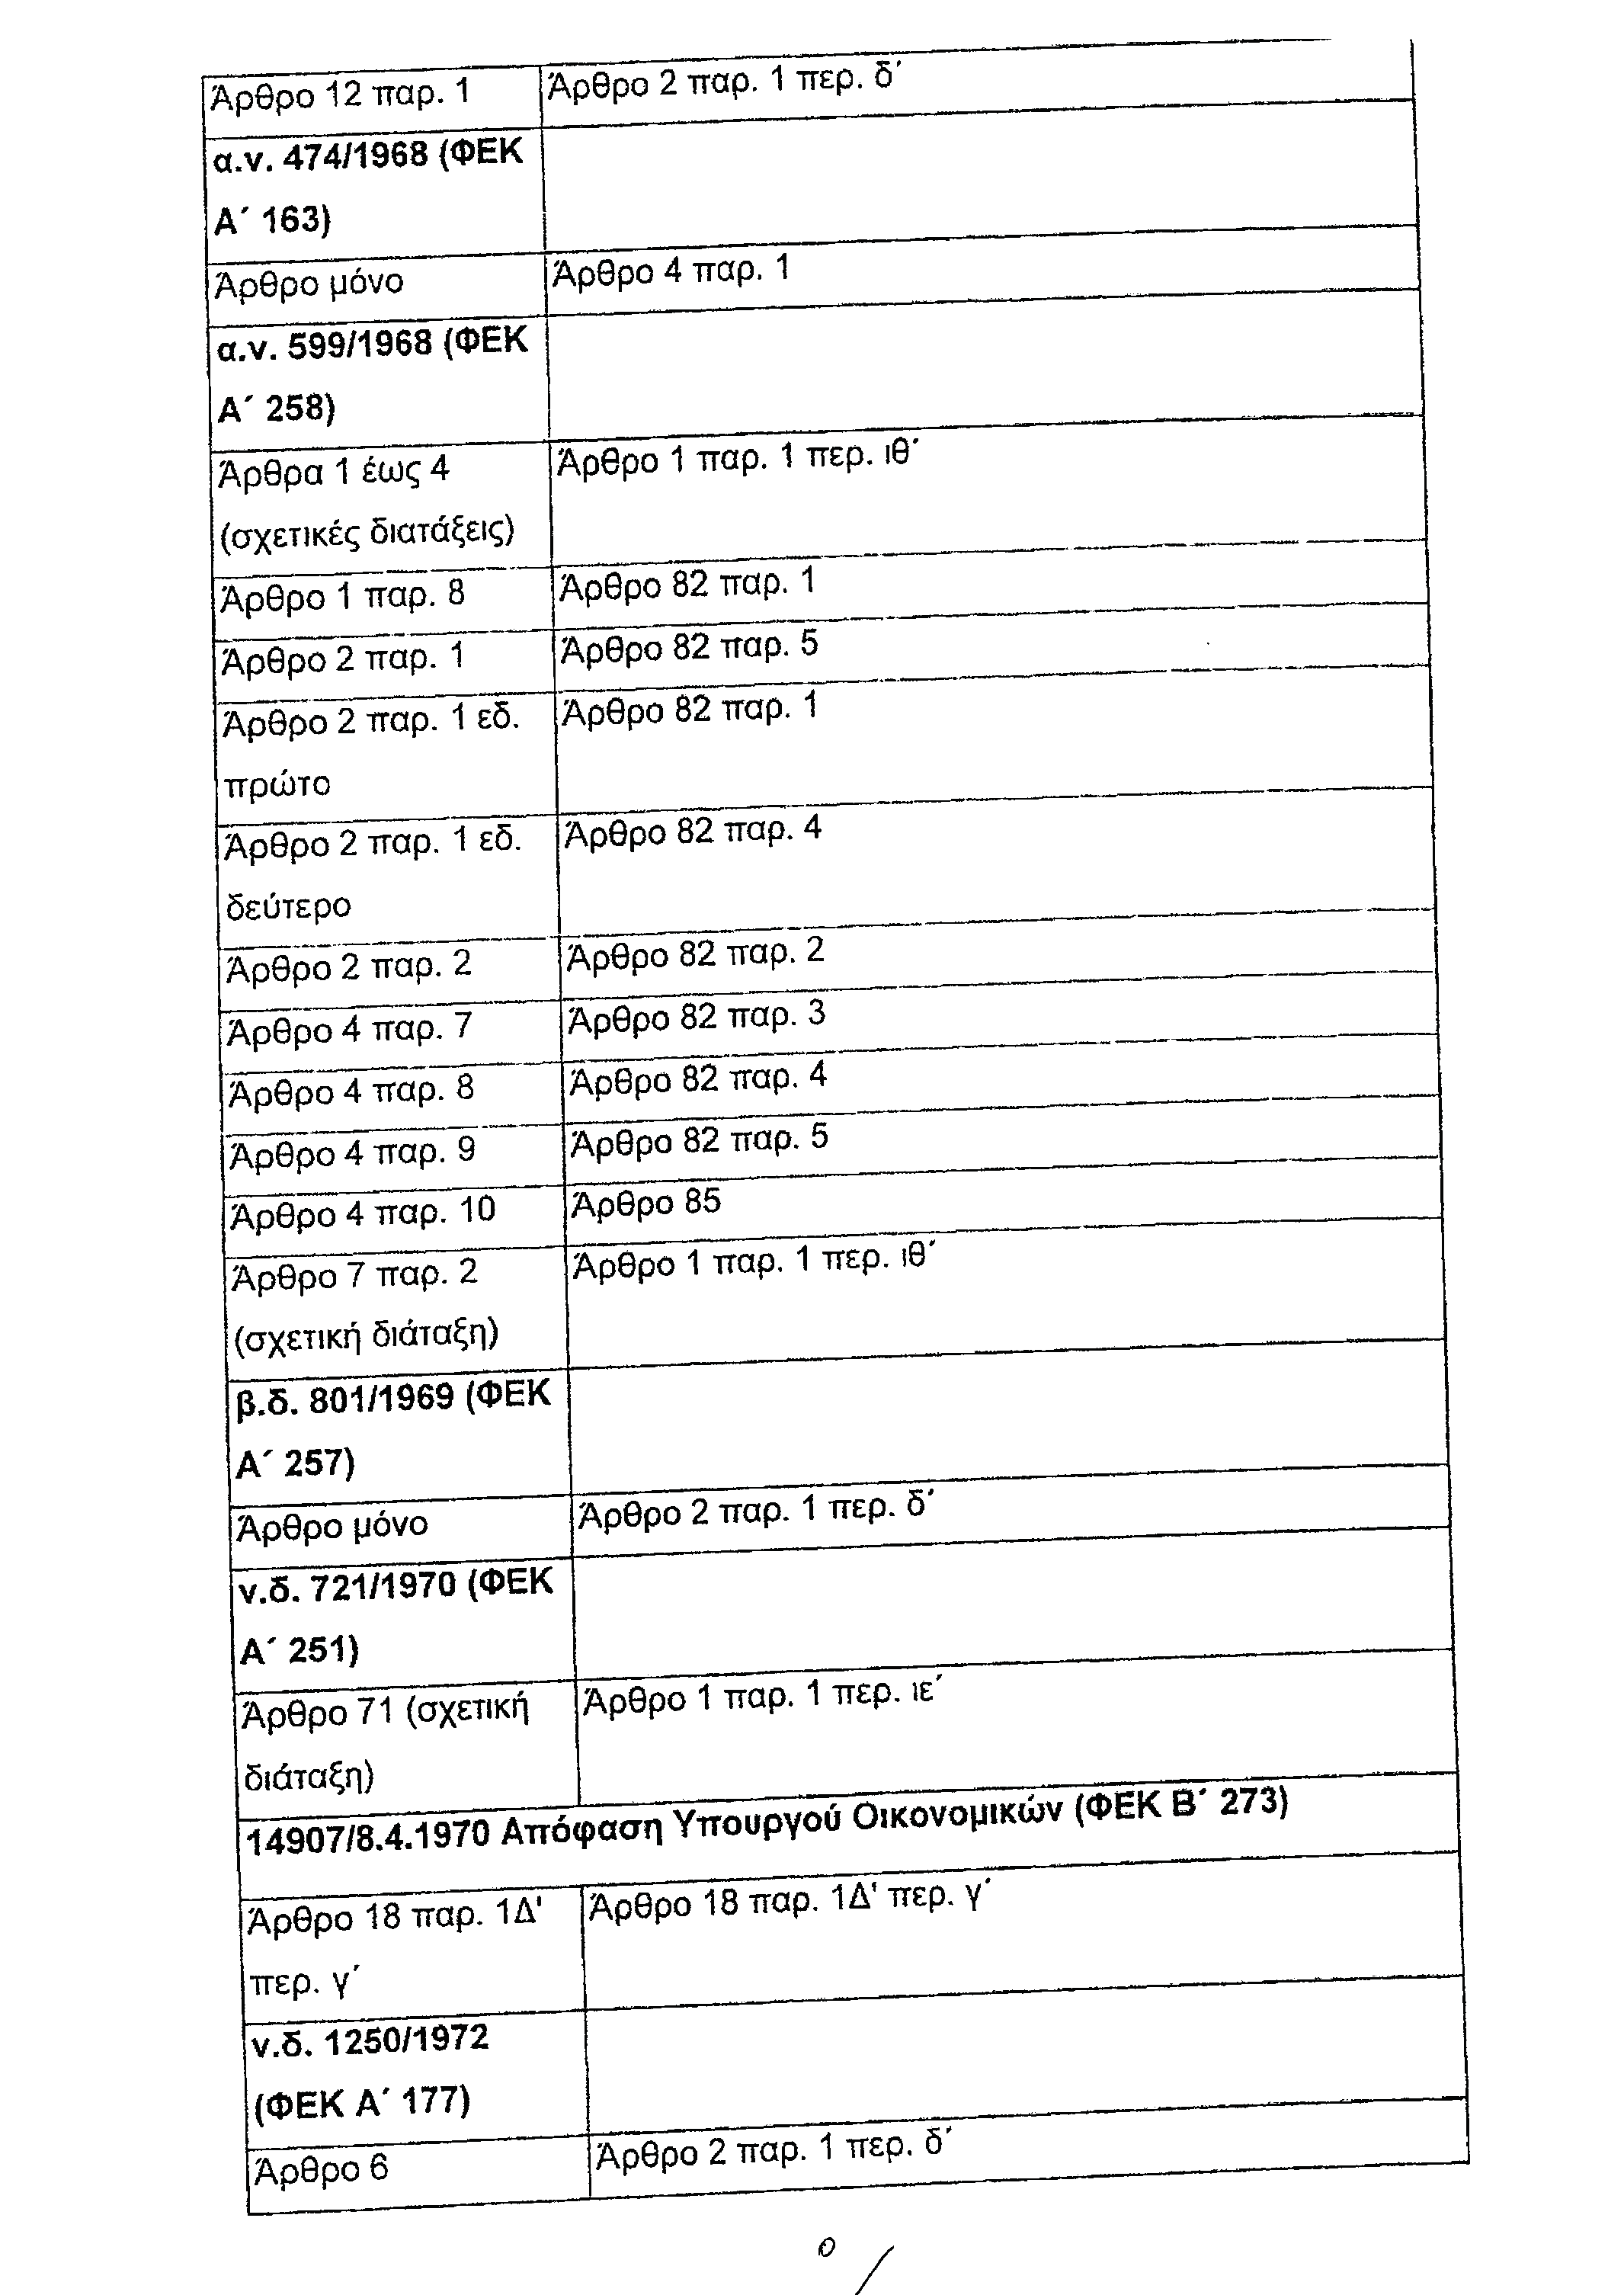 Άρθρο 12 παρ. 1 Άρθρο 2 παρ. 1 περ. δ΄
α.ν. 474/1968 (ΦΕΚ
Α΄ 163)
Άρθρο μόνο Άρθρο 4 παρ. 1
α.ν. 599/1968 (ΦΕΚ
Α΄ 258)
Άρθρα 1 έως 4 Άρθρο 1 παρ. 1 περ. ιθ΄
(σχετικές διατάξεις)
Άρθρο 1 παρ. 8 Άρθρο 82 παρ. 1
Άρθρο 2 παρ. 1 Άρθρο 82 παρ. 5
Άρθρο 2 παρ. 1 εδ. Άρθρο 82 παρ. 1
πρώτο
Άρθρο 2 παρ. 1 εδ. Άρθρο 82 παρ. 4
δεύτερο
Άρθρο 2 παρ. 2 Άρθρο 82 παρ. 2
Άρθρο 4 παρ. 7 Άρθρο 82 παρ. 3
Άρθρο 4 παρ. 8 Άρθρο 82 παρ. 4
Άρθρο 4 παρ. 9 Άρθρο 82 παρ. 5
Άρθρο 4 παρ. 10 Άρθρο 85
Άρθρο 7 παρ. 2 Άρθρο 1 παρ. 1 περ. ιθ΄
(σχετική διάταξη)
β.δ. 801/1969 (ΦΕΚ
Α΄ 257)
Άρθρο μόνο Άρθρο 2 παρ. 1 περ. δ΄
ν.δ. 721/1970 (ΦΕΚ
Α΄ 251)
Άρθρο 71 (σχετική Άρθρο 1 παρ. 1 περ. ιε΄
διάταξη)
14907/8.4.1970 Απόφαση Υπουργού Οικονομικών (ΦΕΚ Β΄ 273)
Άρθρο 18 παρ. 1Δ' Άρθρο 18 παρ. 1Δ' περ. γ΄
περ. γ΄
ν.δ. 1250/1972
(ΦΕΚ Α΄ 177)
Άρθρο 6 Άρθρο 2 παρ. 1 περ. δ΄